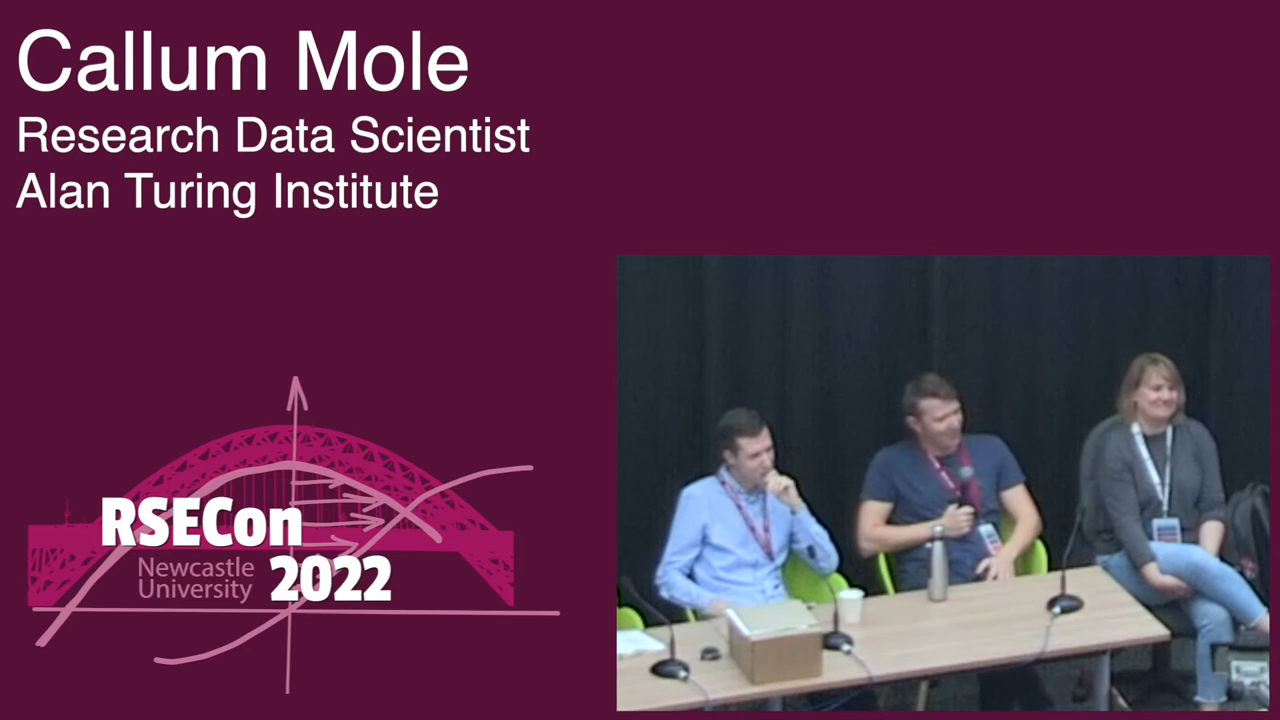 Callum Mole
Research Data Scientist
Alan Turing Institute
RSECon
Newcastle
University 2022